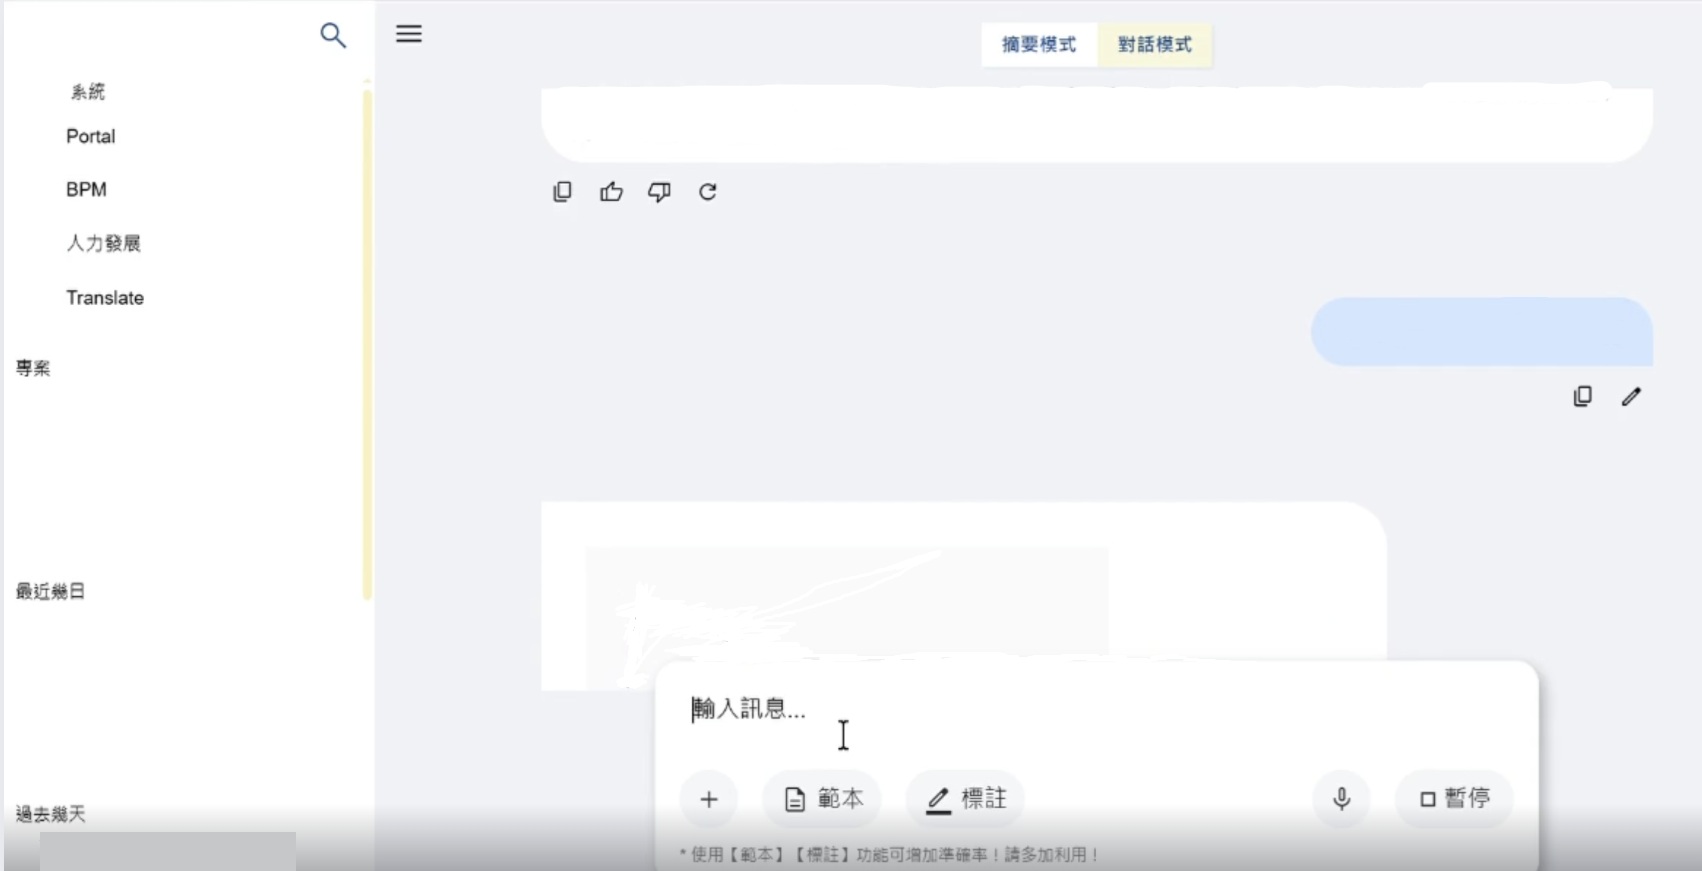 摘要模式 對話模式
系統
Portal
BPM
人力發展
Translate
專案
最近幾日
過去幾天
輸入訊息...
範本 標註 暫停
*使用【範本】【標註】功能可增加準確率！請多加利用！